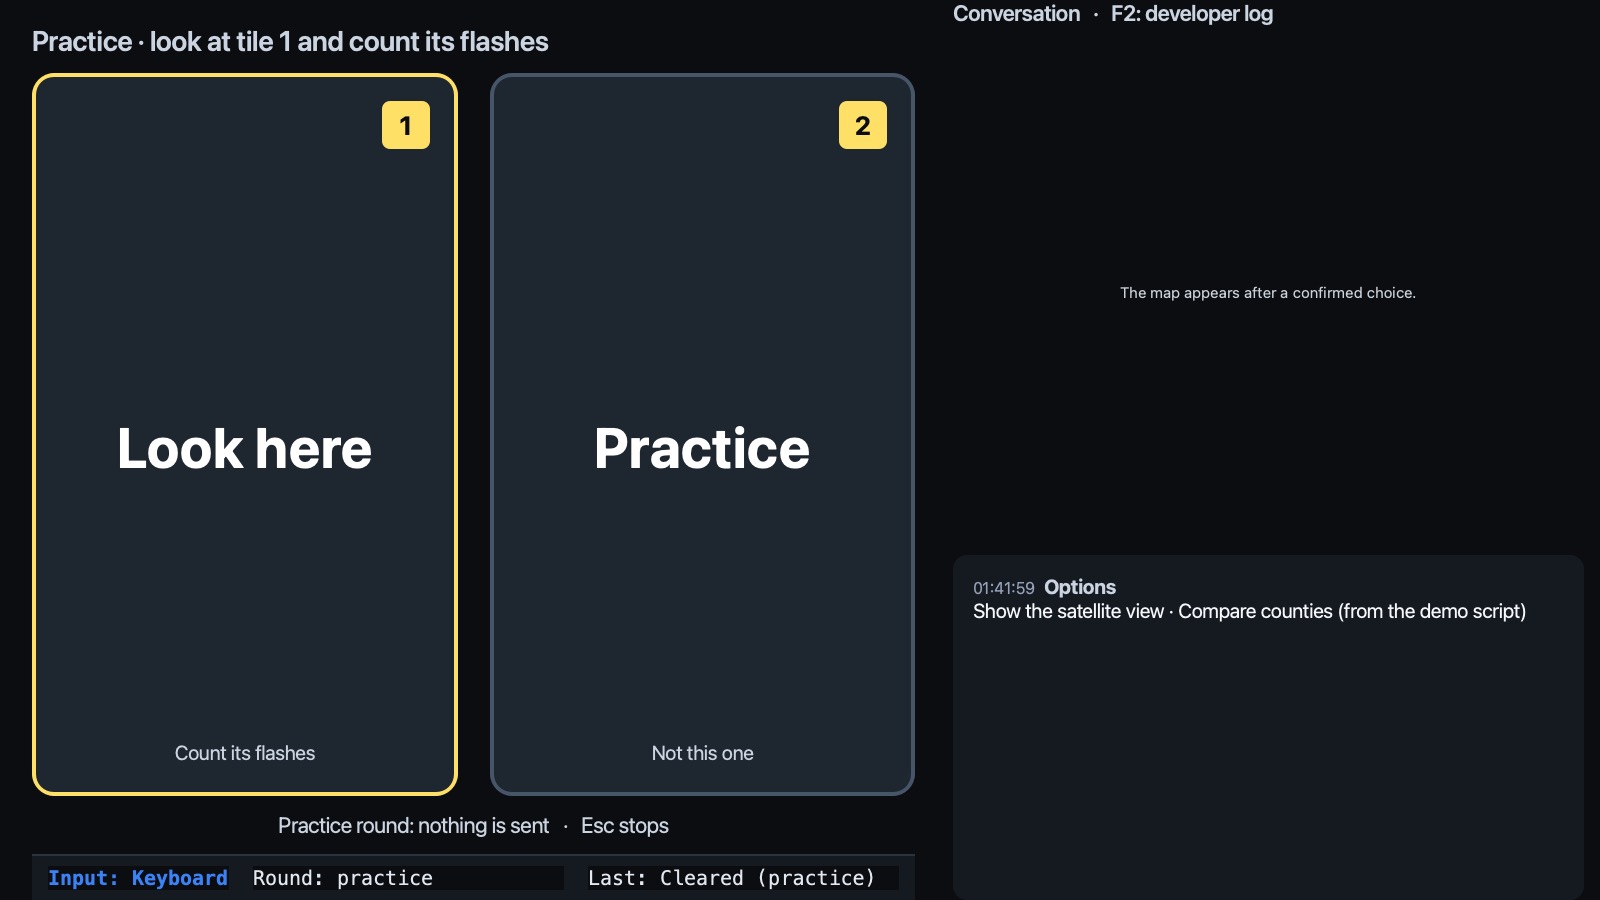 Conversation · F2: developer log
Practice · look at tile 1 and count its flashes
1
2
Look here
Practice
Count its flashes
Not this one
The map appears after a confirmed choice.
01:41:59 Options
Show the satellite view · Compare counties (from the demo script)
Practice round: nothing is sent · Esc stops
Input: Keyboard Round: practice Last: Cleared (practice)